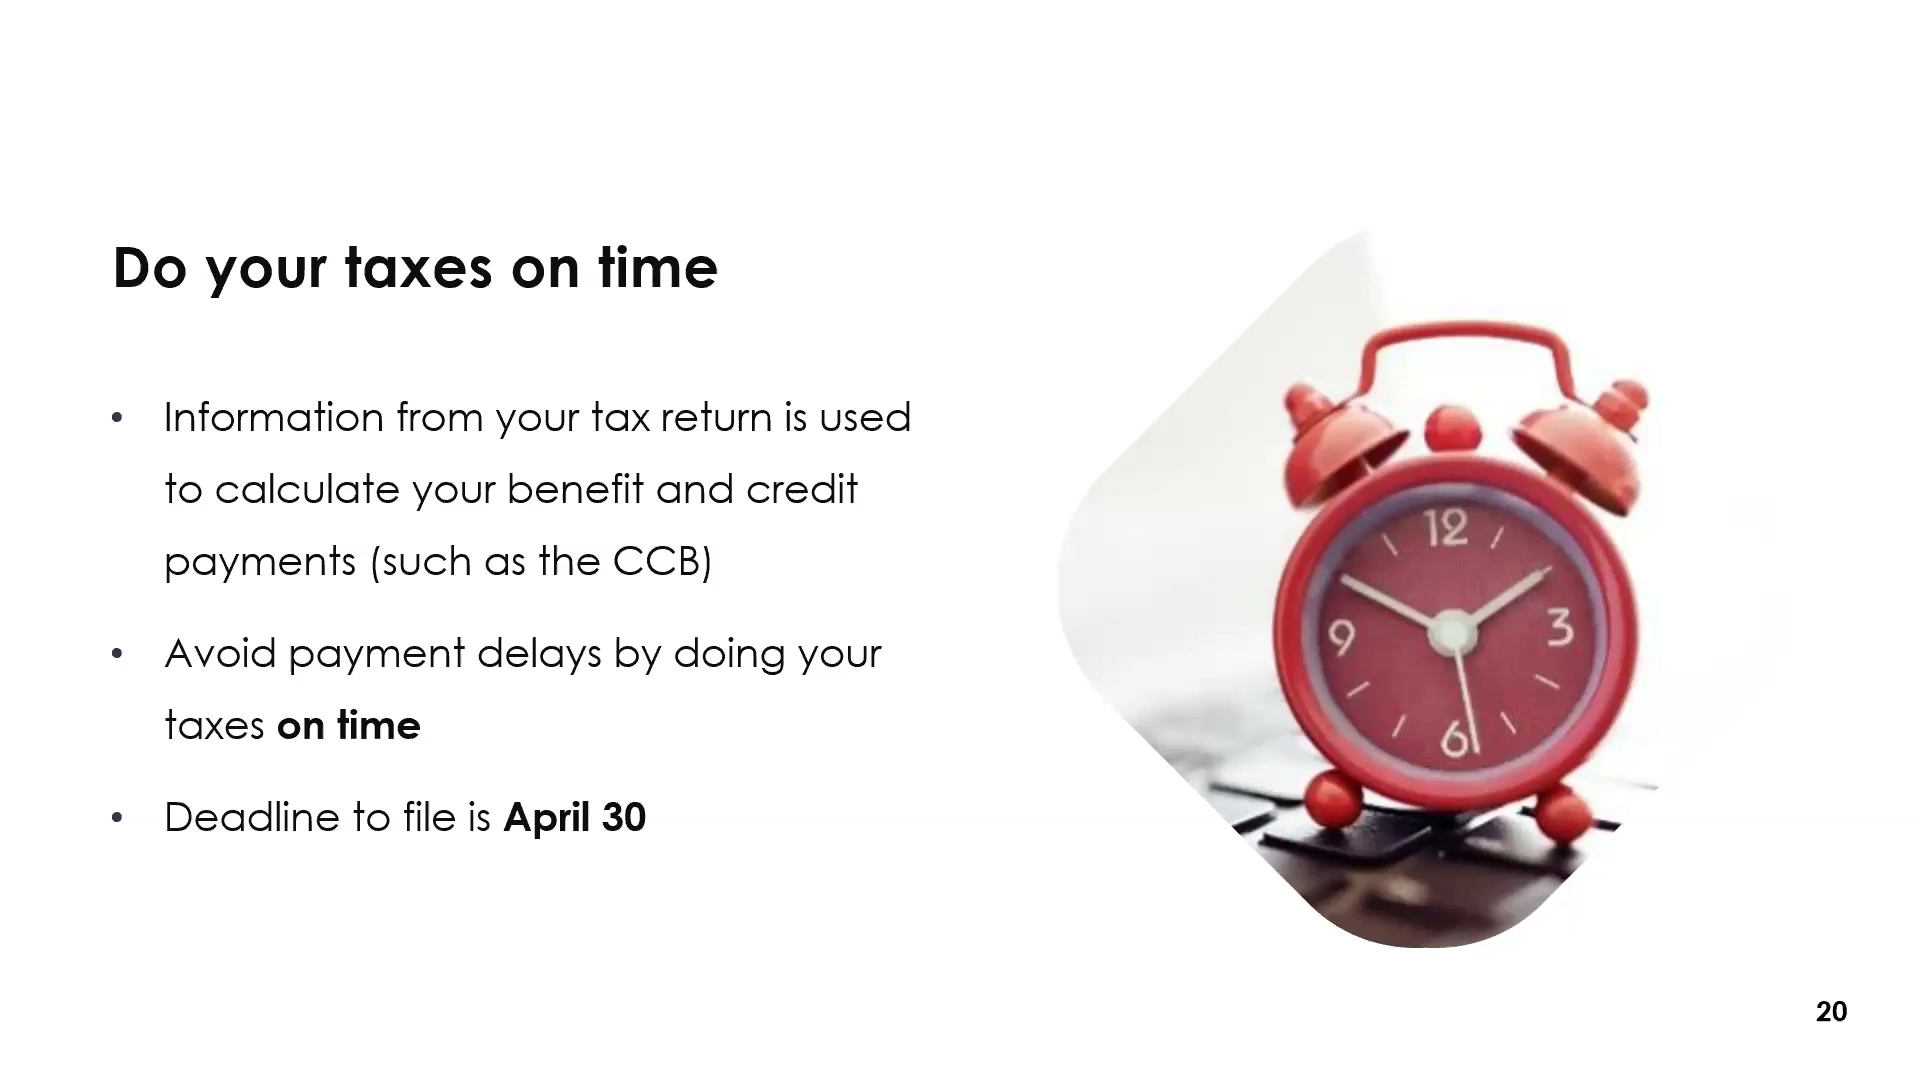 Do your taxes on time
• Information from your tax return is used
to calculate your benefit and credit
payments (such as the CCB)
• Avoid payment delays by doing your
taxes on time
• Deadline to file is April 30
12
3
6
9
20